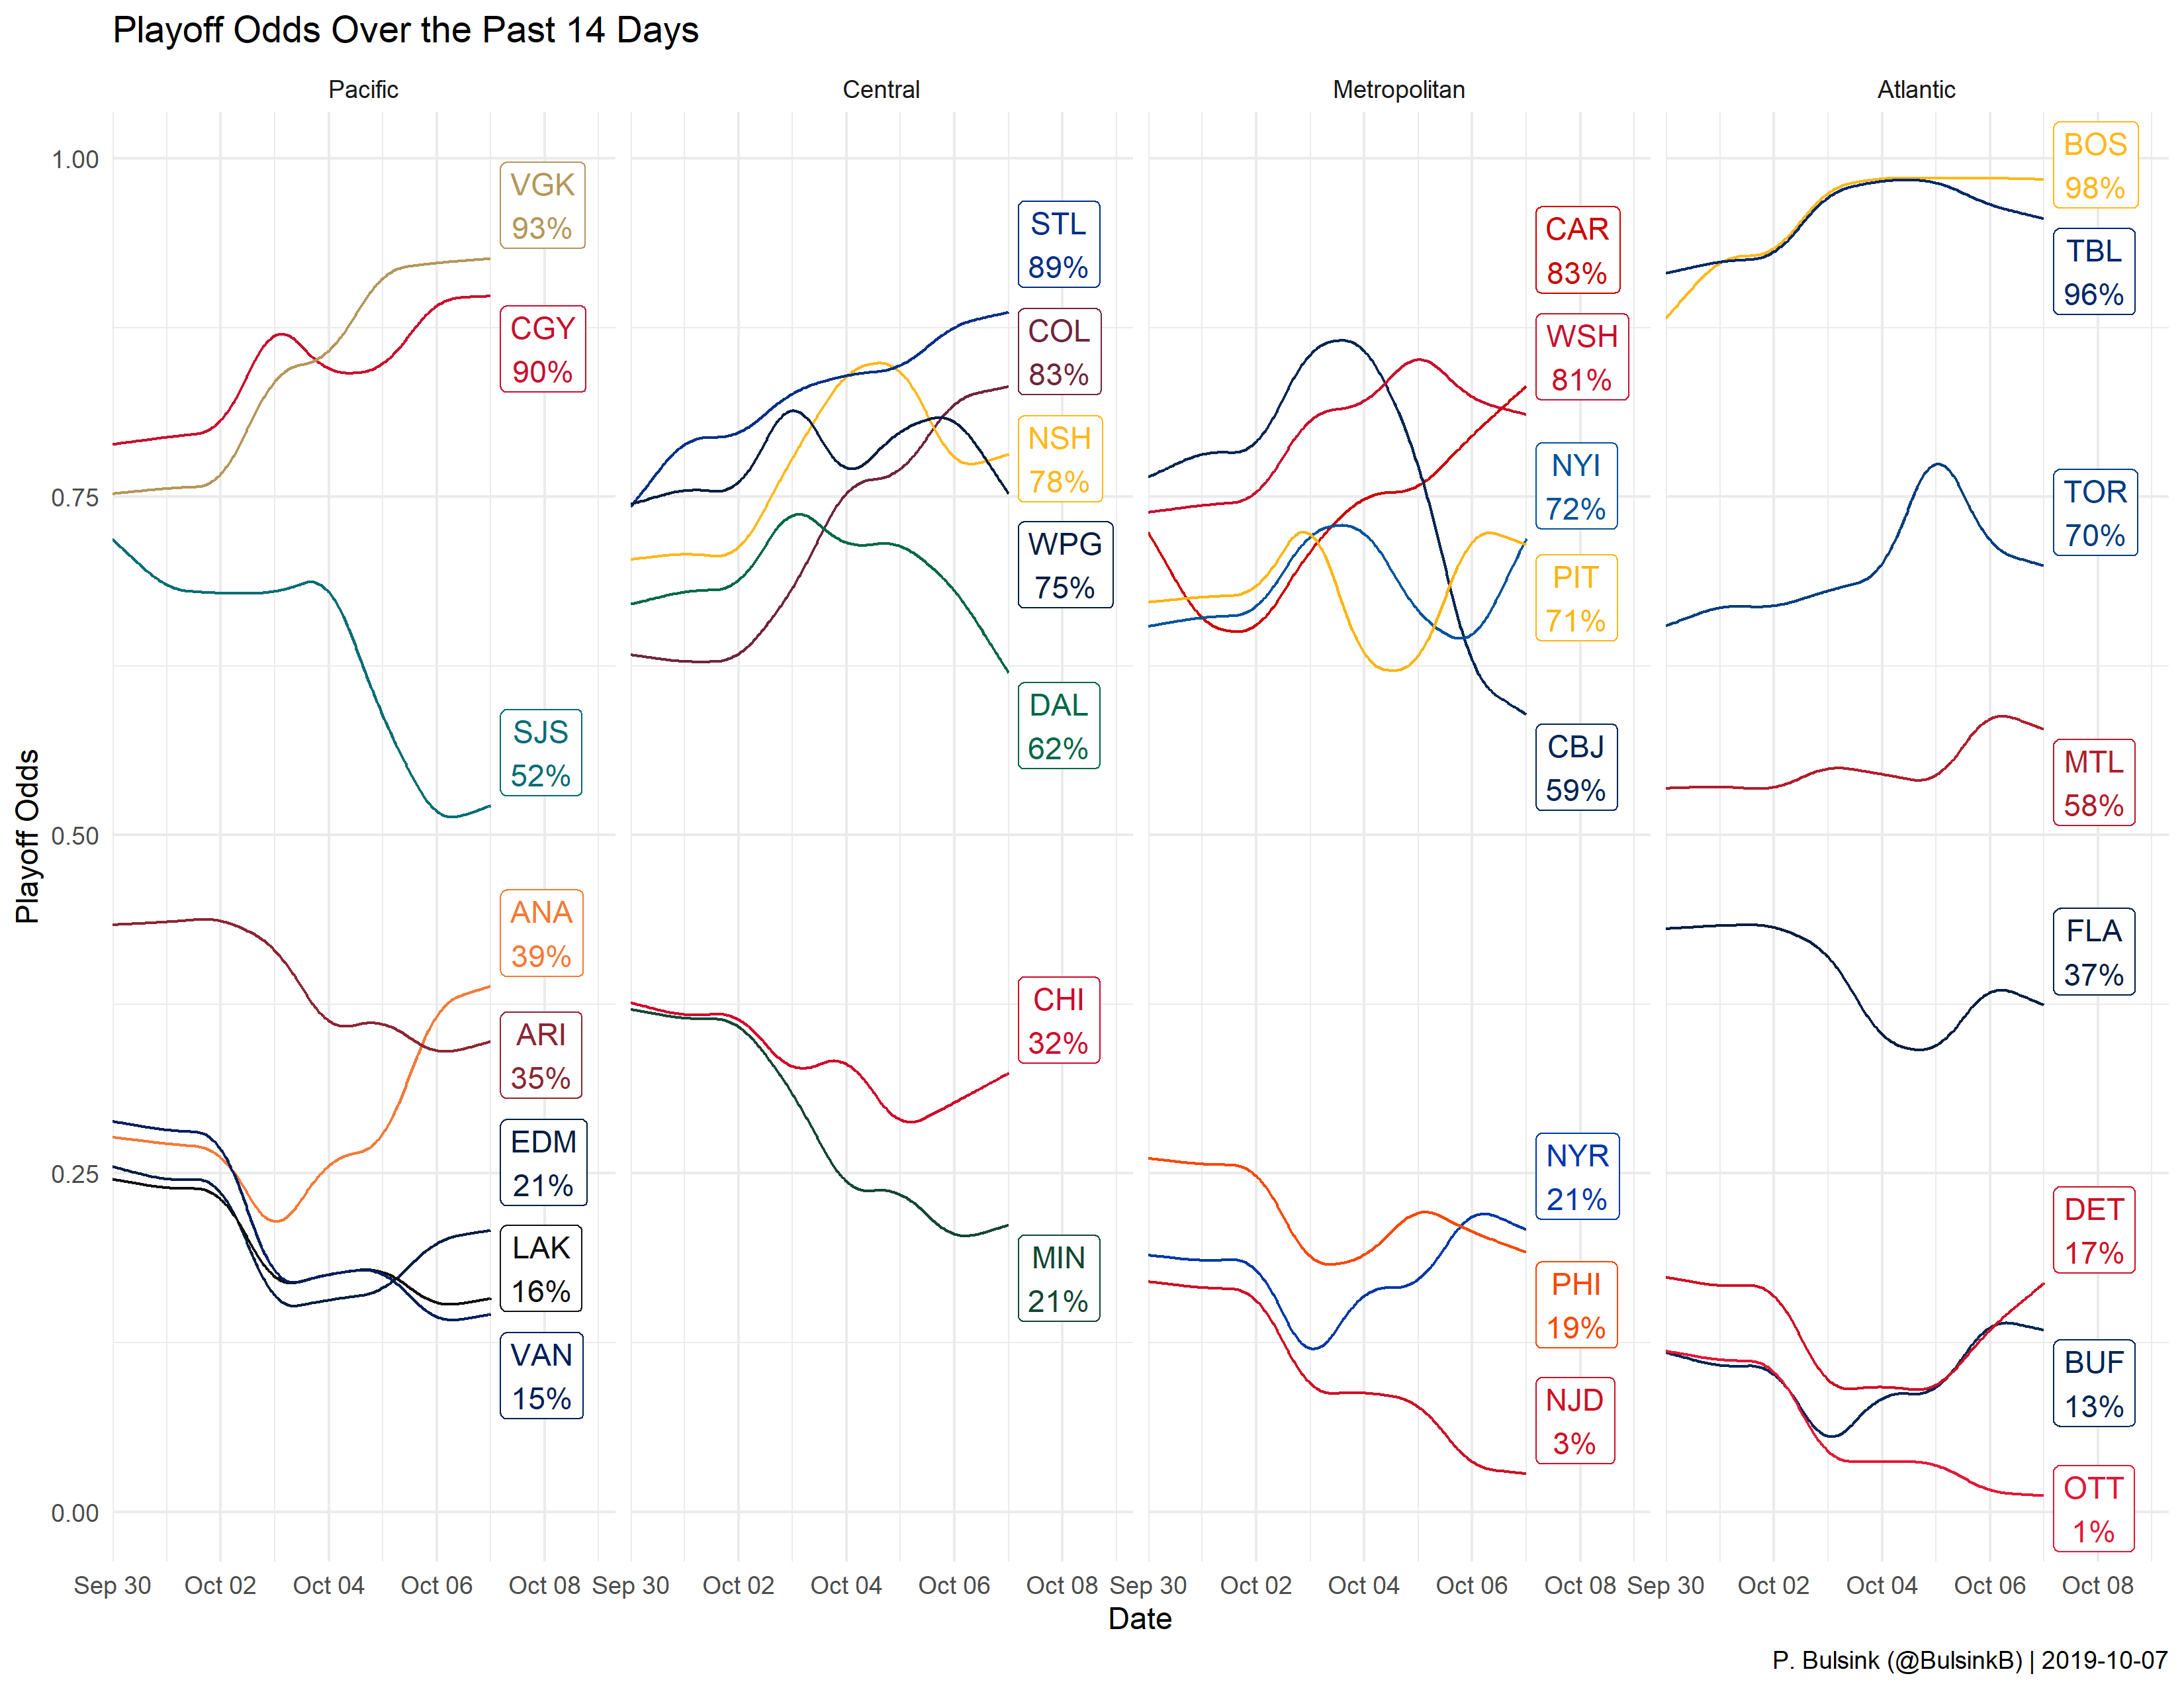 Playoff Odds Over the Past 14 Days
Pacific
Central
Metropolitan
Atlantic
Playoff Odds
1.00
0.75
0.50
0.25
0.00
VGK
93%
CGY
90%
SJS
52%
ANA
39%
ARI
35%
EDM
21%
LAK
16%
VAN
15%
STL
89%
COL
83%
NSH
78%
WPG
75%
DAL
62%
CHI
32%
MIN
21%
CAR
83%
WSH
81%
NYI
72%
PIT
71%
CBJ
59%
NYR
21%
PHI
19%
NJD
3%
BOS
98%
TBL
96%
TOR
70%
MTL
58%
FLA
37%
DET
17%
BUF
13%
OTT
1%
Sep 30 Oct 02 Oct 04 Oct 06 Oct 08
Sep 30 Oct 02 Oct 04 Oct 06 Oct 08
Sep 30 Oct 02 Oct 04 Oct 06 Oct 08
Sep 30 Oct 02 Oct 04 Oct 06 Oct 08
Date
P. Bulsink (@BulsinkB) | 2019-10-07